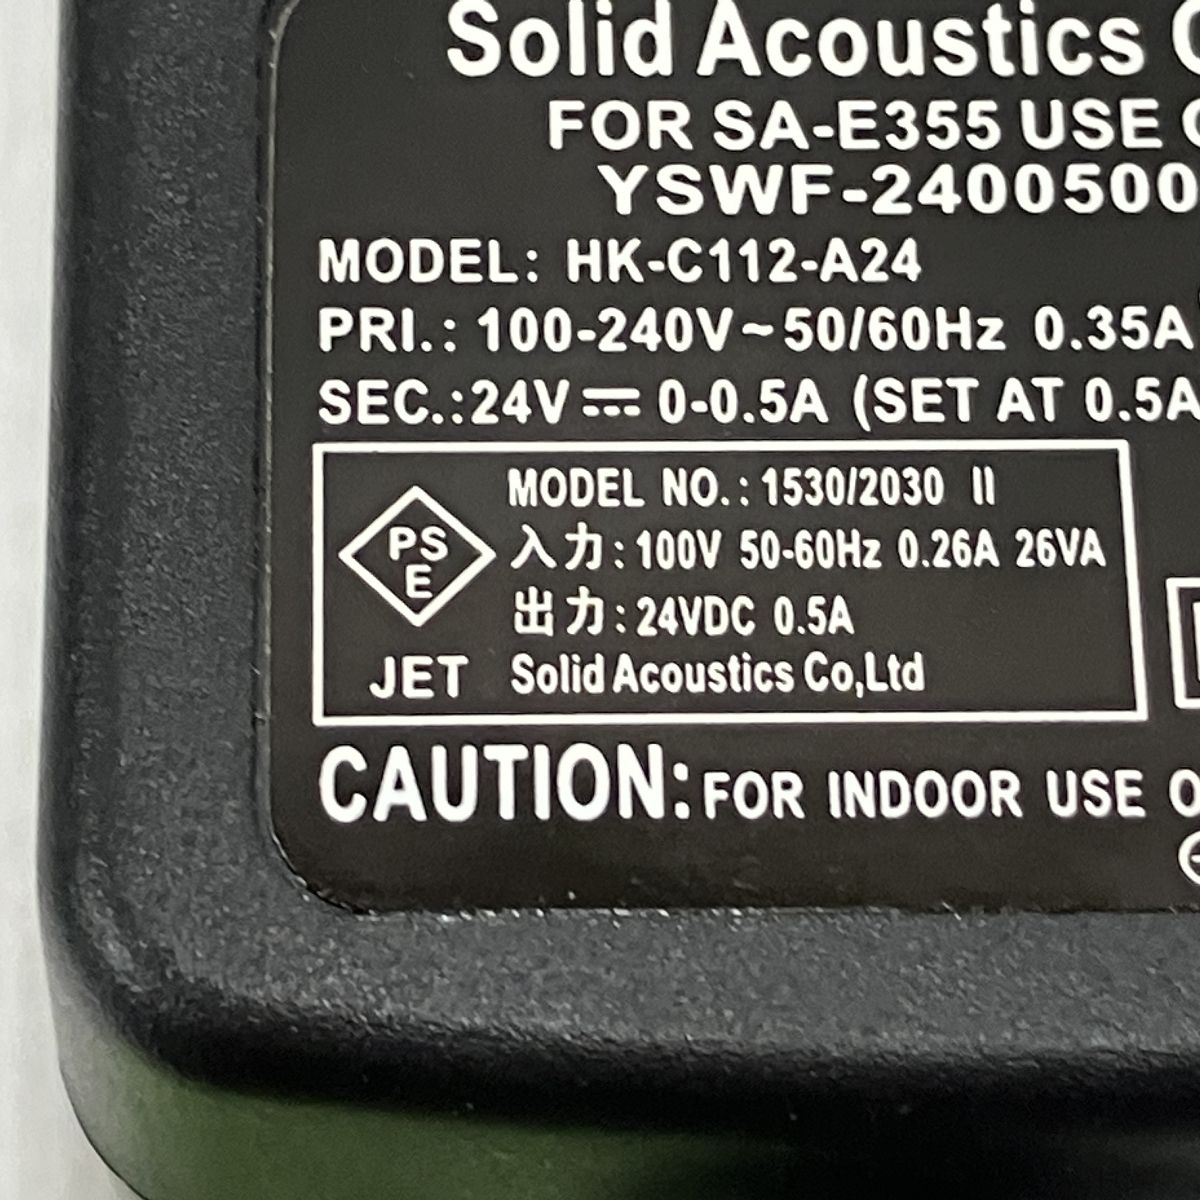 Solid Acoustics
FOR SA-E355 USE
YSWF-2400500
MODEL: HK-C112-A24
PRI.: 100-240V~50/60Hz 0.35A
SEC.:24V⎓ 0-0.5A (SET AT 0.5A
MODEL NO.: 1530/2030 II
PS
E
入力: 100V 50-60Hz 0.26A 26VA
出力: 24VDC 0.5A
JET Solid Acoustics Co,Ltd
CAUTION: FOR INDOOR USE